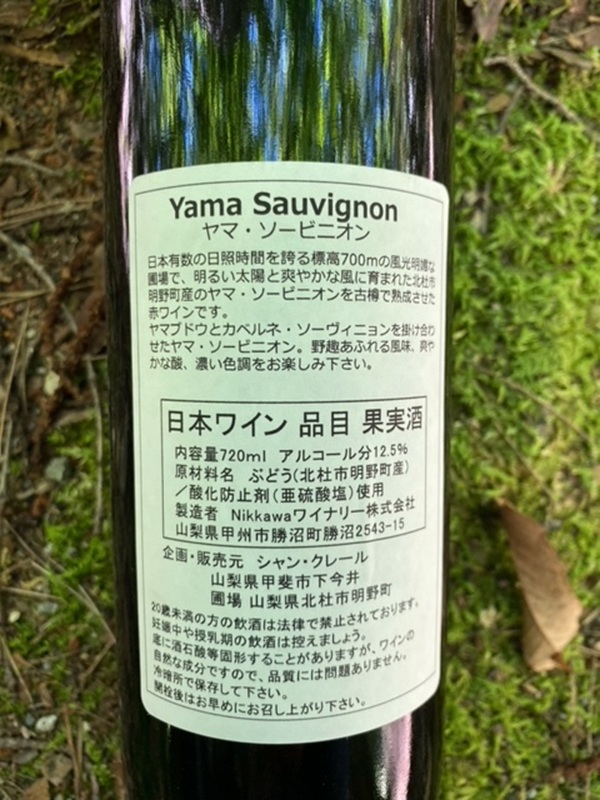 Yama Sauvignon
ヤマ・ソービニオン
日本有数の日照時間を誇る標高700mの風光明媚な
圃場で、明るい太陽と爽やかな風に育まれた北杜市
明野町産のヤマ・ソービニオンを古樽で熟成させた
赤ワインです。
ヤマブドウとカベルネ・ソーヴィニョンを掛け合わ
せたヤマ・ソービニオン。野趣あふれる風味、爽や
かな酸、濃い色調をお楽しみ下さい。
日本ワイン 品目 果実酒
内容量720ml アルコール分12.5%
原材料名 ぶどう(北杜市明野町産)
/酸化防止剤(亜硫酸塩)使用
製造者 Nikkawaワイナリー株式会社
山梨県甲州市勝沼町勝沼2543-15
企画・販売元 シャン・クレール
山梨県甲斐市下今井
圃場 山梨県北杜市明野町
20歳未満の方の飲酒は法律で禁止されております。
妊娠中や授乳期の飲酒は控えましょう。
底に酒石酸等固形することがありますが、ワインの
自然な成分ですので、品質には問題ありません。
冷暗所で保存して下さい。
開栓後はお早めにお召し上がり下さい。